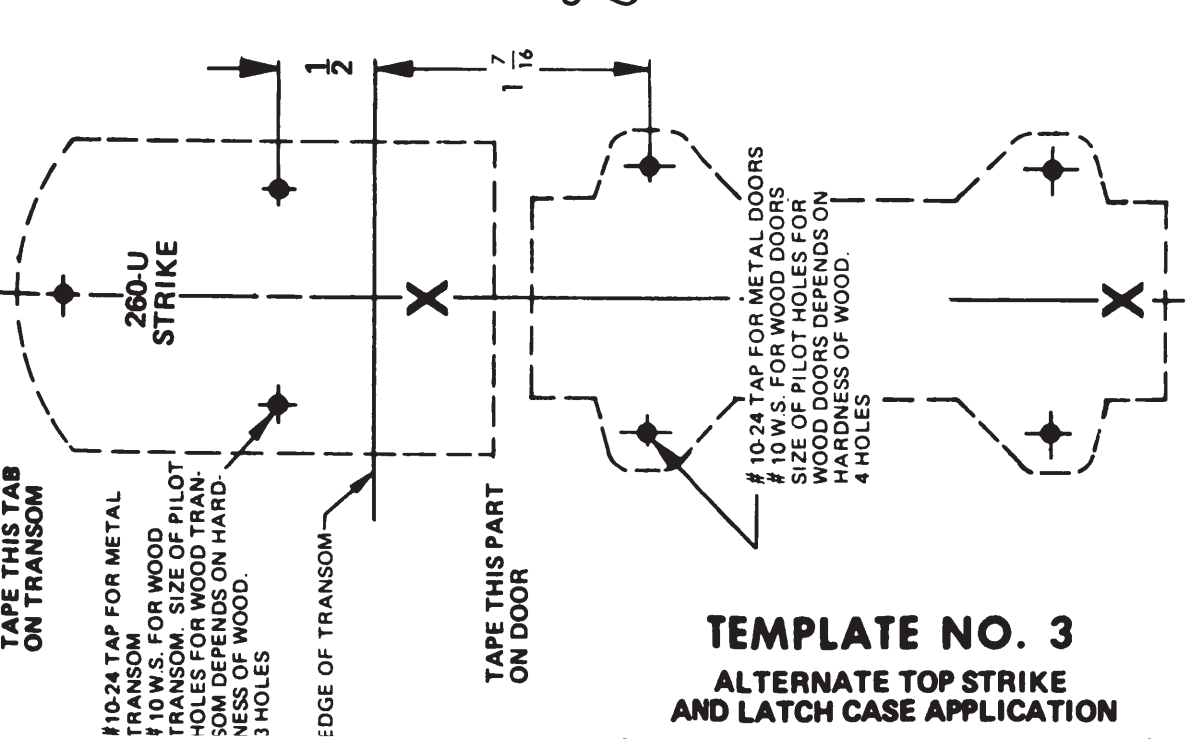 1/2
1 7/16
260-U
STRIKE
X
X
TAPE THIS TAB
ON TRANSOM
#10-24 TAP FOR METAL
TRANSOM
#10 W.S. FOR WOOD
TRANSOM. SIZE OF PILOT
HOLES FOR WOOD TRAN-
SOM DEPENDS ON HARD-
NESS OF WOOD.
3 HOLES
EDGE OF TRANSOM
TAPE THIS PART
ON DOOR
#10-24 TAP FOR METAL DOORS
#10 W.S. FOR WOOD DOORS
SIZE OF PILOT HOLES FOR
WOOD DOORS DEPENDS ON
HARDNESS OF WOOD.
4 HOLES
TEMPLATE NO. 3
ALTERNATE TOP STRIKE
AND LATCH CASE APPLICATION